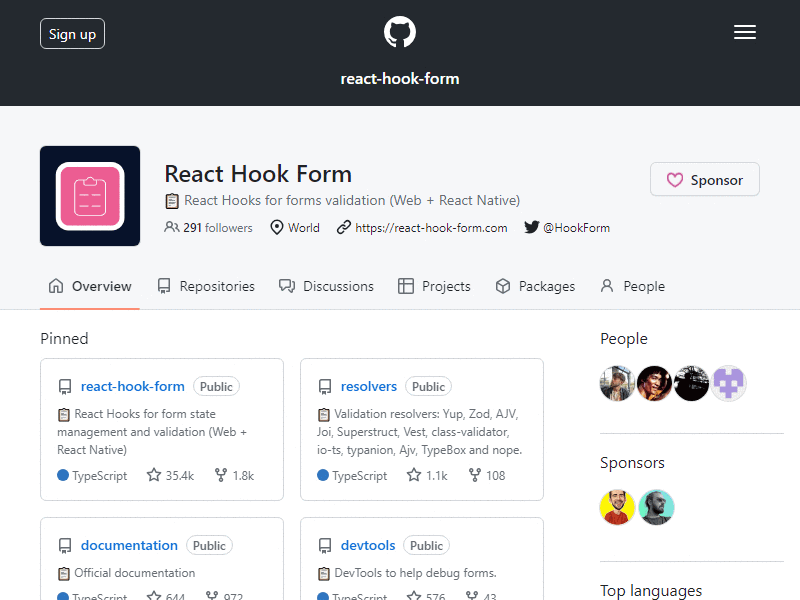 Sign up
react-hook-form
React Hook Form
React Hooks for forms validation (Web + React Native)
291 followers World https://react-hook-form.com @HookForm
Sponsor
Overview Repositories Discussions Projects Packages People
Pinned
react-hook-form Public
React Hooks for form state
management and validation (Web +
React Native)
TypeScript 35.4k 1.8k
resolvers Public
Validation resolvers: Yup, Zod, AJV,
Joi, Superstruct, Vest, class-validator,
io-ts, typanion, Ajv, TypeBox and nope.
TypeScript 1.1k 108
documentation Public
Official documentation
TypeScript 644 972
devtools Public
DevTools to help debug forms.
TypeScript 576 43
People
Sponsors
Top languages